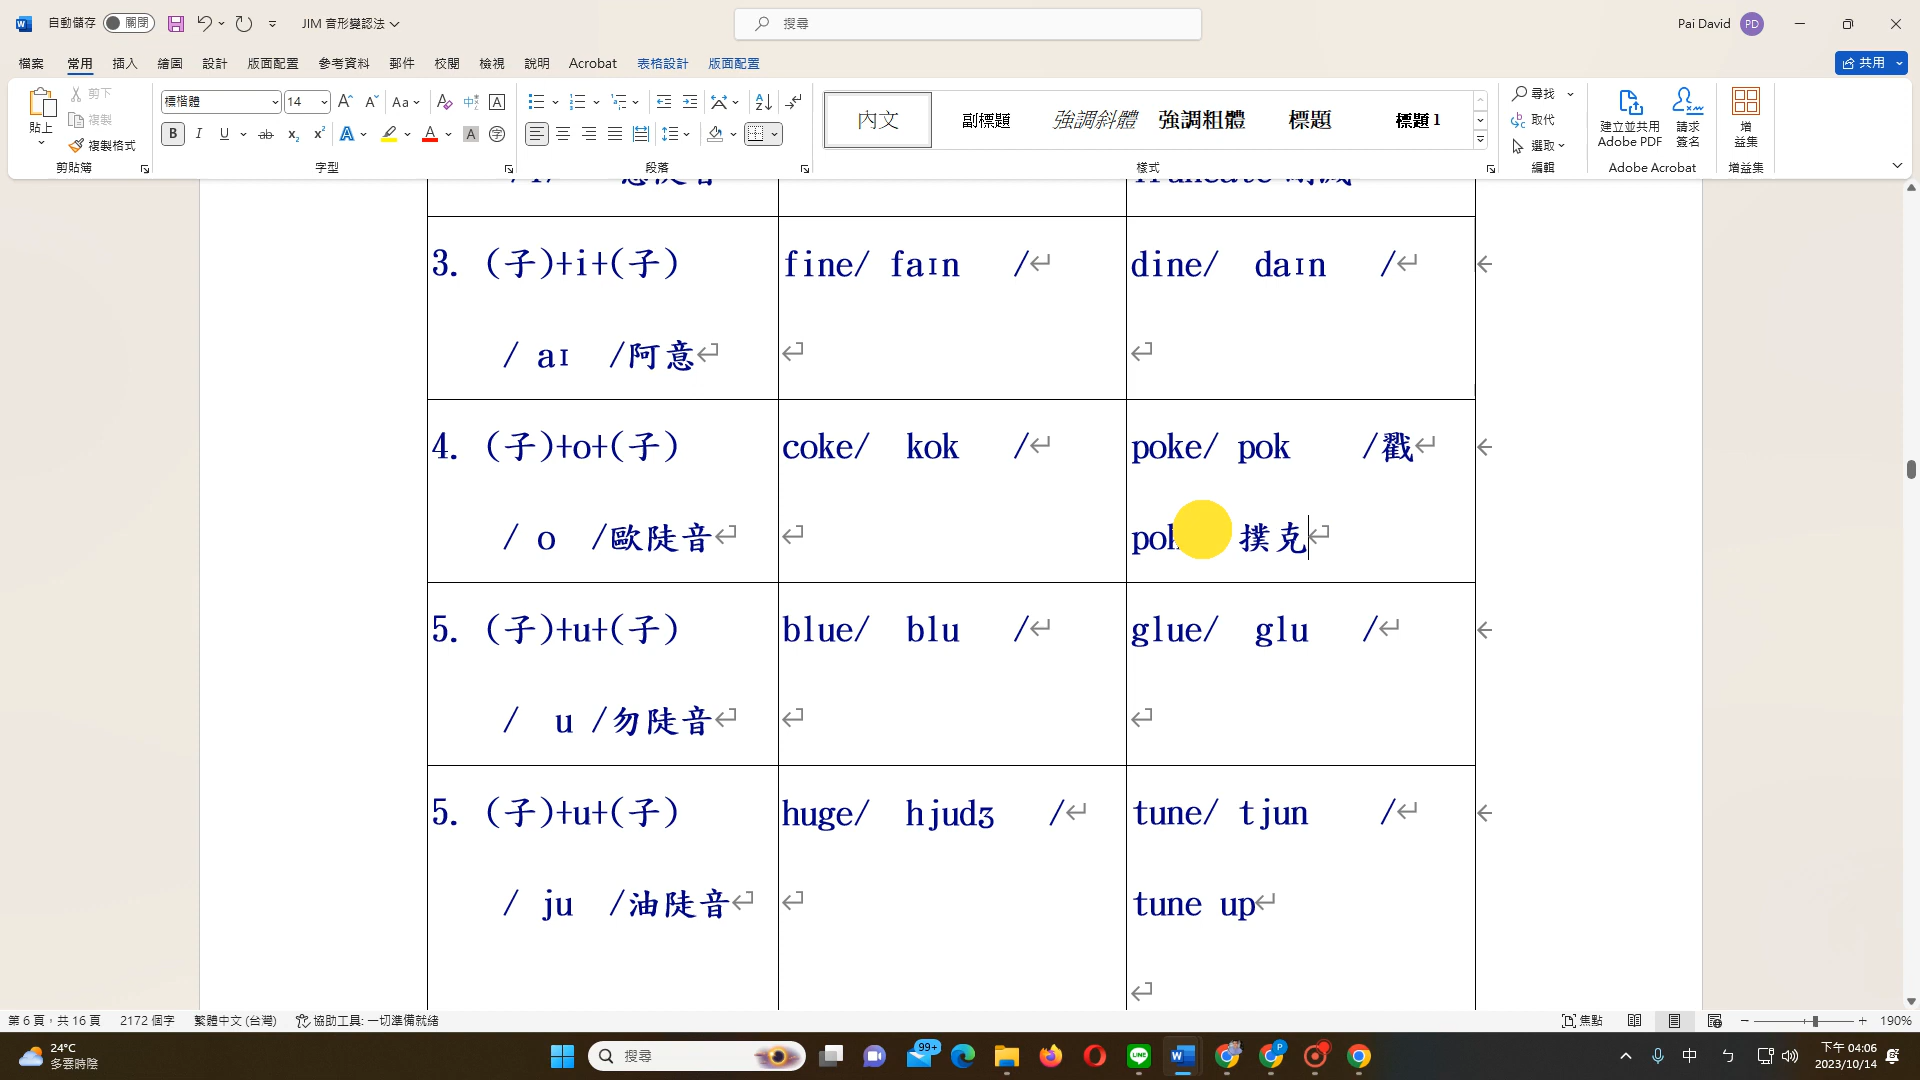 自動儲存 關閉 JIM 音形變認法 搜尋 Pai David PD
檔案 常用 插入 繪圖 設計 版面配置 參考資料 郵件 校閱 檢視 說明 Acrobat 表格設計 版面配置 共用
貼上 剪下 複製 複製格式 剪貼簿
標楷體 14 字型
段落
內文 副標題 強調斜體 強調粗體 標題 標題 1
樣式
尋找 取代 選取 編輯
建立並共用 Adobe PDF 請求簽名 Adobe Acrobat
增益集 增益集
3. (子)+i+(子) fine/ faɪn / dine/ daɪn /
/ aɪ /阿意
4. (子)+o+(子) coke/ kok / poke/ pok /戳
/ o /歐陡音 撲克
5. (子)+u+(子) blue/ blu / glue/ glu /
/ u /勿陡音
5. (子)+u+(子) huge/ hjudʒ / tune/ tjun /
/ ju /油陡音 tune up
第 6 頁，共 16 頁 2172 個字 繁體中文 (台灣) 協助工具: 一切準備就緒 焦點 190%
24°C
多雲時陰
搜尋
99+
中
下午 04:06
2023/10/14